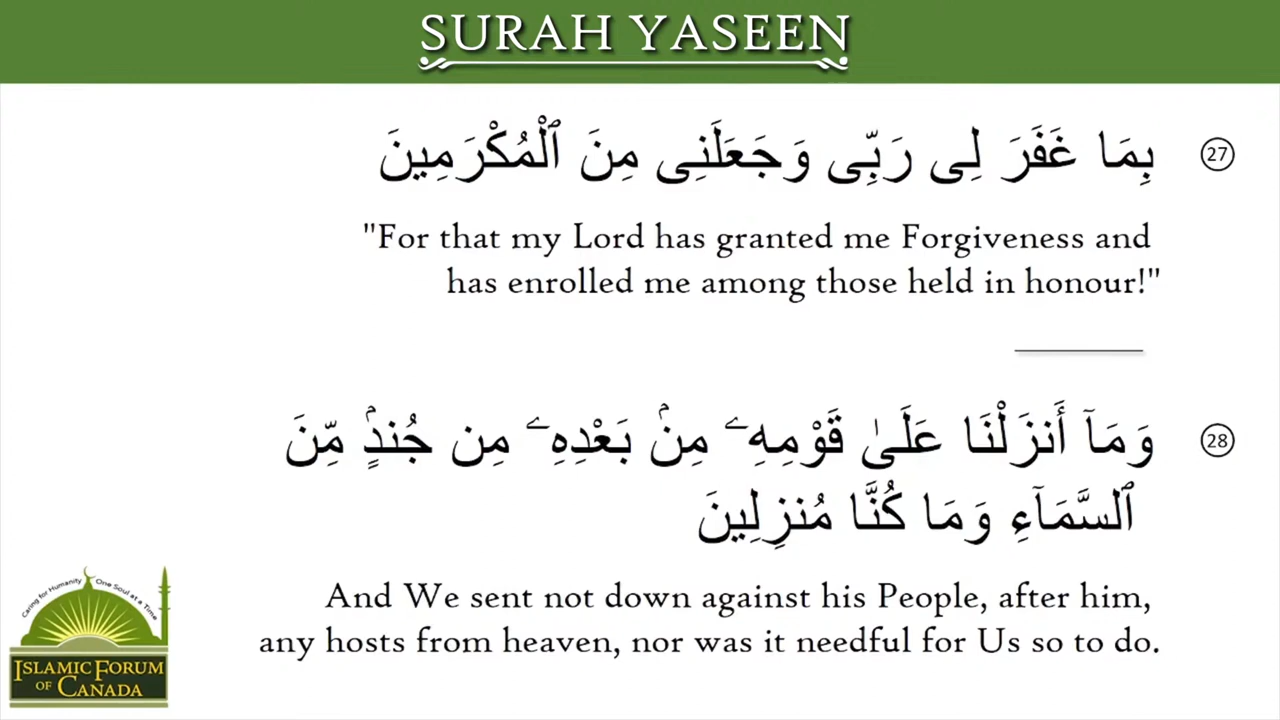 SURAH YASEEN
بِمَا غَفَرَ لِى رَبِّى وَجَعَلَنِى مِنَ ٱلْمُكْرَمِينَ
27
"For that my Lord has granted me Forgiveness and
has enrolled me among those held in honour!"
وَمَآ أَنزَلْنَا عَلَىٰ قَوْمِهِۦ مِنۢ بَعْدِهِۦ مِن جُندٍۢ مِّنَ
28
ٱلسَّمَآءِ وَمَا كُنَّا مُنزِلِينَ
And We sent not down against his People, after him,
any hosts from heaven, nor was it needful for Us so to do.
Caring for Humanity One Soul at a Time
ISLAMIC FORUM
OF CANADA